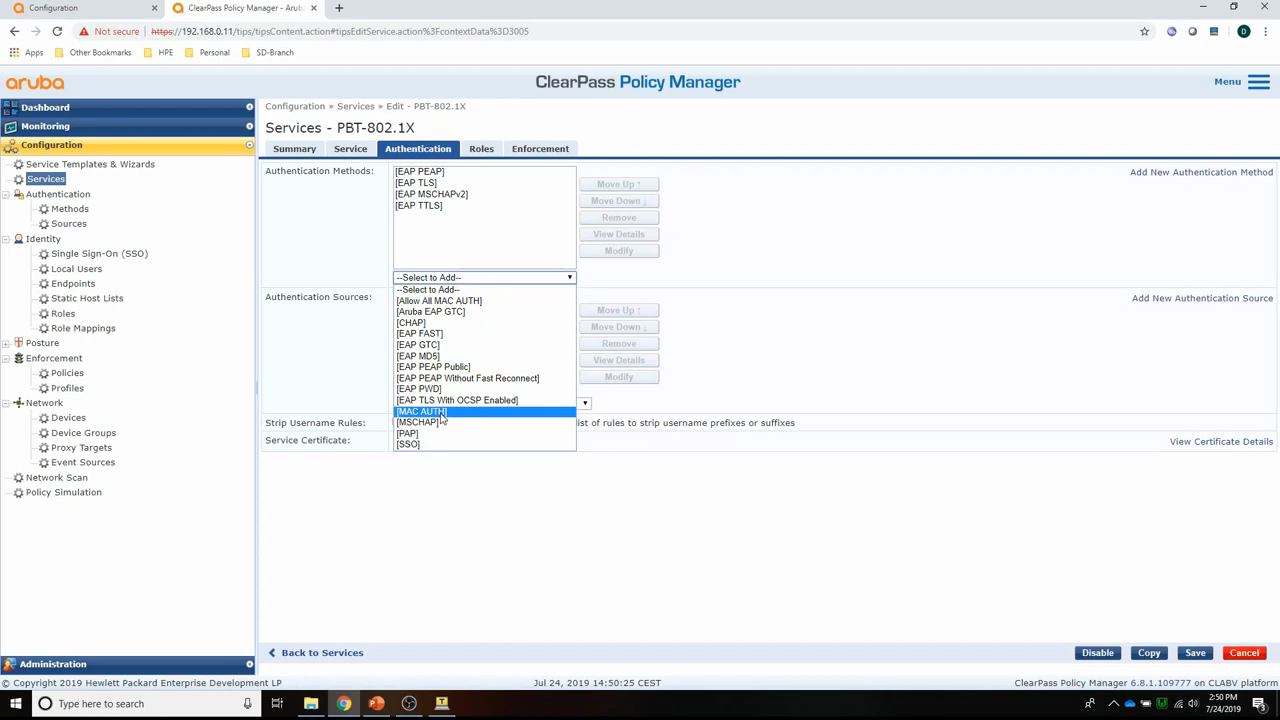 Configuration
ClearPass Policy Manager - Aruba
Not secure
https://192.168.0.11/tips/tipsContent.action#tipsEditService.action%3FcontextData%3D3005
D
Apps
Other Bookmarks
HPE
Personal
SD-Branch
aruba
ClearPass Policy Manager
Menu
Dashboard
Monitoring
Configuration
Service Templates & Wizards
Services
Authentication
Methods
Sources
Identity
Single Sign-On (SSO)
Local Users
Endpoints
Static Host Lists
Roles
Role Mappings
Posture
Enforcement
Policies
Profiles
Network
Devices
Device Groups
Proxy Targets
Event Sources
Network Scan
Policy Simulation
Administration
Configuration » Services » Edit - PBT-802.1X
Services - PBT-802.1X
Summary
Service
Authentication
Roles
Enforcement
Authentication Methods:
[EAP PEAP]
[EAP TLS]
[EAP MSCHAPv2]
[EAP TTLS]
Move Up ↑
Move Down ↓
Remove
View Details
Modify
Add New Authentication Method
--Select to Add--
--Select to Add--
[Allow All MAC AUTH]
[Aruba EAP GTC]
[CHAP]
[EAP FAST]
[EAP GTC]
[EAP MD5]
[EAP PEAP Public]
[EAP PEAP Without Fast Reconnect]
[EAP PWD]
[EAP TLS With OCSP Enabled]
[MAC AUTH]
[MSCHAP]
[PAP]
[SSO]
Authentication Sources:
Move Up ↑
Move Down ↓
Remove
View Details
Modify
Add New Authentication Source
Strip Username Rules:
list of rules to strip username prefixes or suffixes
Service Certificate:
View Certificate Details
Back to Services
Disable
Copy
Save
Cancel
© Copyright 2019 Hewlett Packard Enterprise Development LP
Jul 24, 2019 14:50:25 CEST
ClearPass Policy Manager 6.8.1.109777 on CLABV platform
Type here to search
2:50 PM
7/24/2019